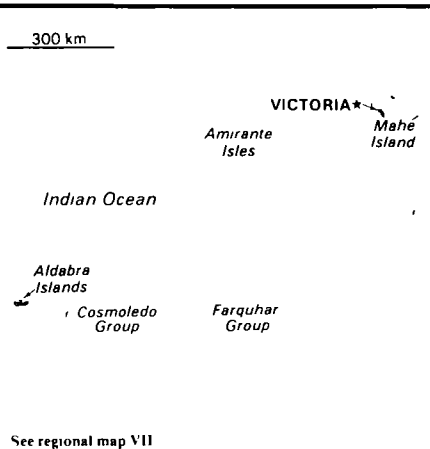 300 km
VICTORIA★
Mahé
Island
Amirante
Isles
Indian Ocean
Aldabra
Islands
Cosmoledo
Group
Farquhar
Group
See regional map VII